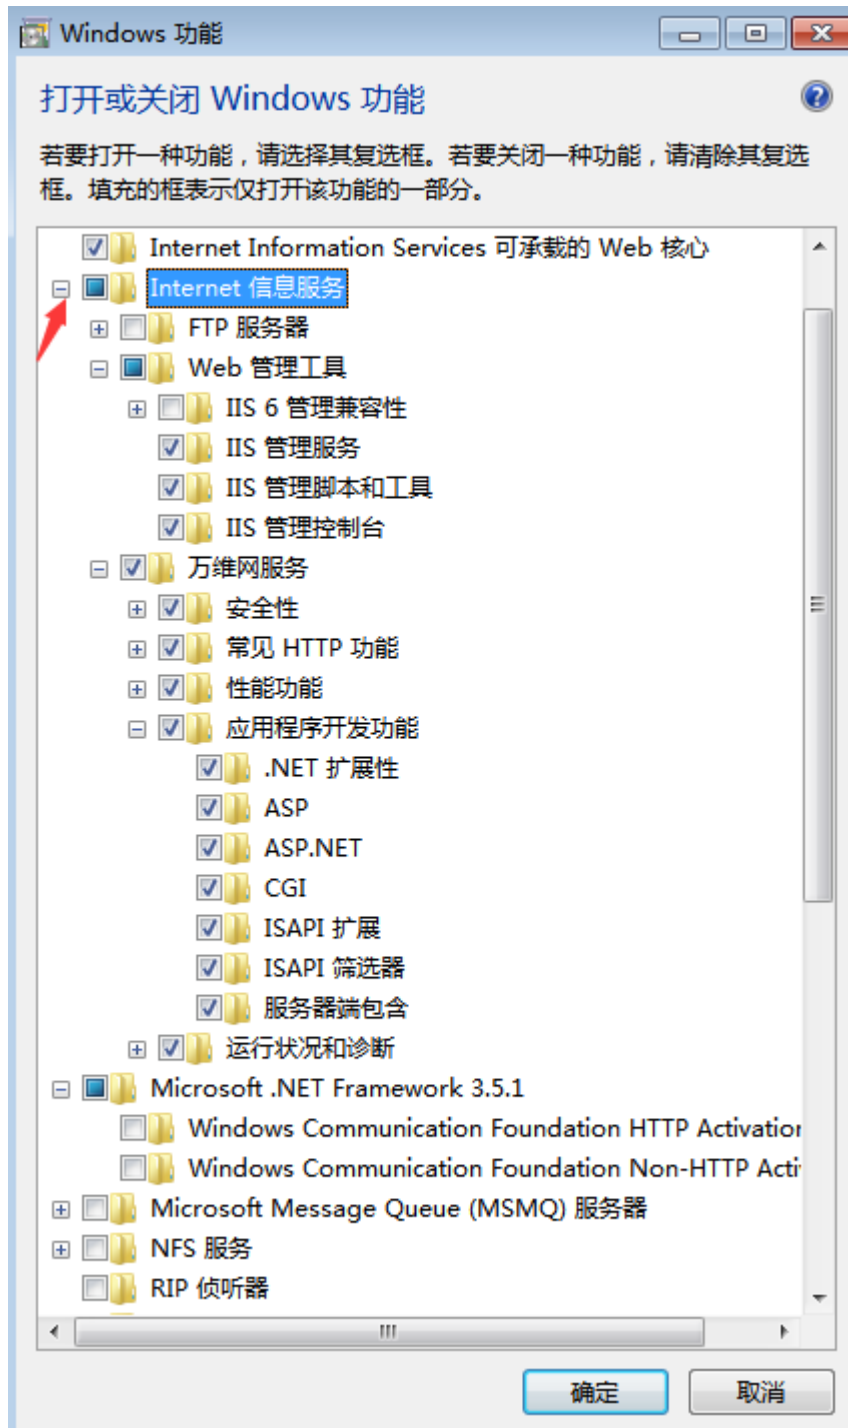 Windows 功能
打开或关闭 Windows 功能
若要打开一种功能，请选择其复选框。若要关闭一种功能，请清除其复选
框。填充的框表示仅打开该功能的一部分。
Internet Information Services 可承载的 Web 核心
Internet 信息服务
FTP 服务器
Web 管理工具
IIS 6 管理兼容性
IIS 管理服务
IIS 管理脚本和工具
IIS 管理控制台
万维网服务
安全性
常见 HTTP 功能
性能功能
应用程序开发功能
.NET 扩展性
ASP
ASP.NET
CGI
ISAPI 扩展
ISAPI 筛选器
服务器端包含
运行状况和诊断
Microsoft .NET Framework 3.5.1
Windows Communication Foundation HTTP Activation
Windows Communication Foundation Non-HTTP Acti
Microsoft Message Queue (MSMQ) 服务器
NFS 服务
RIP 侦听器
确定
取消